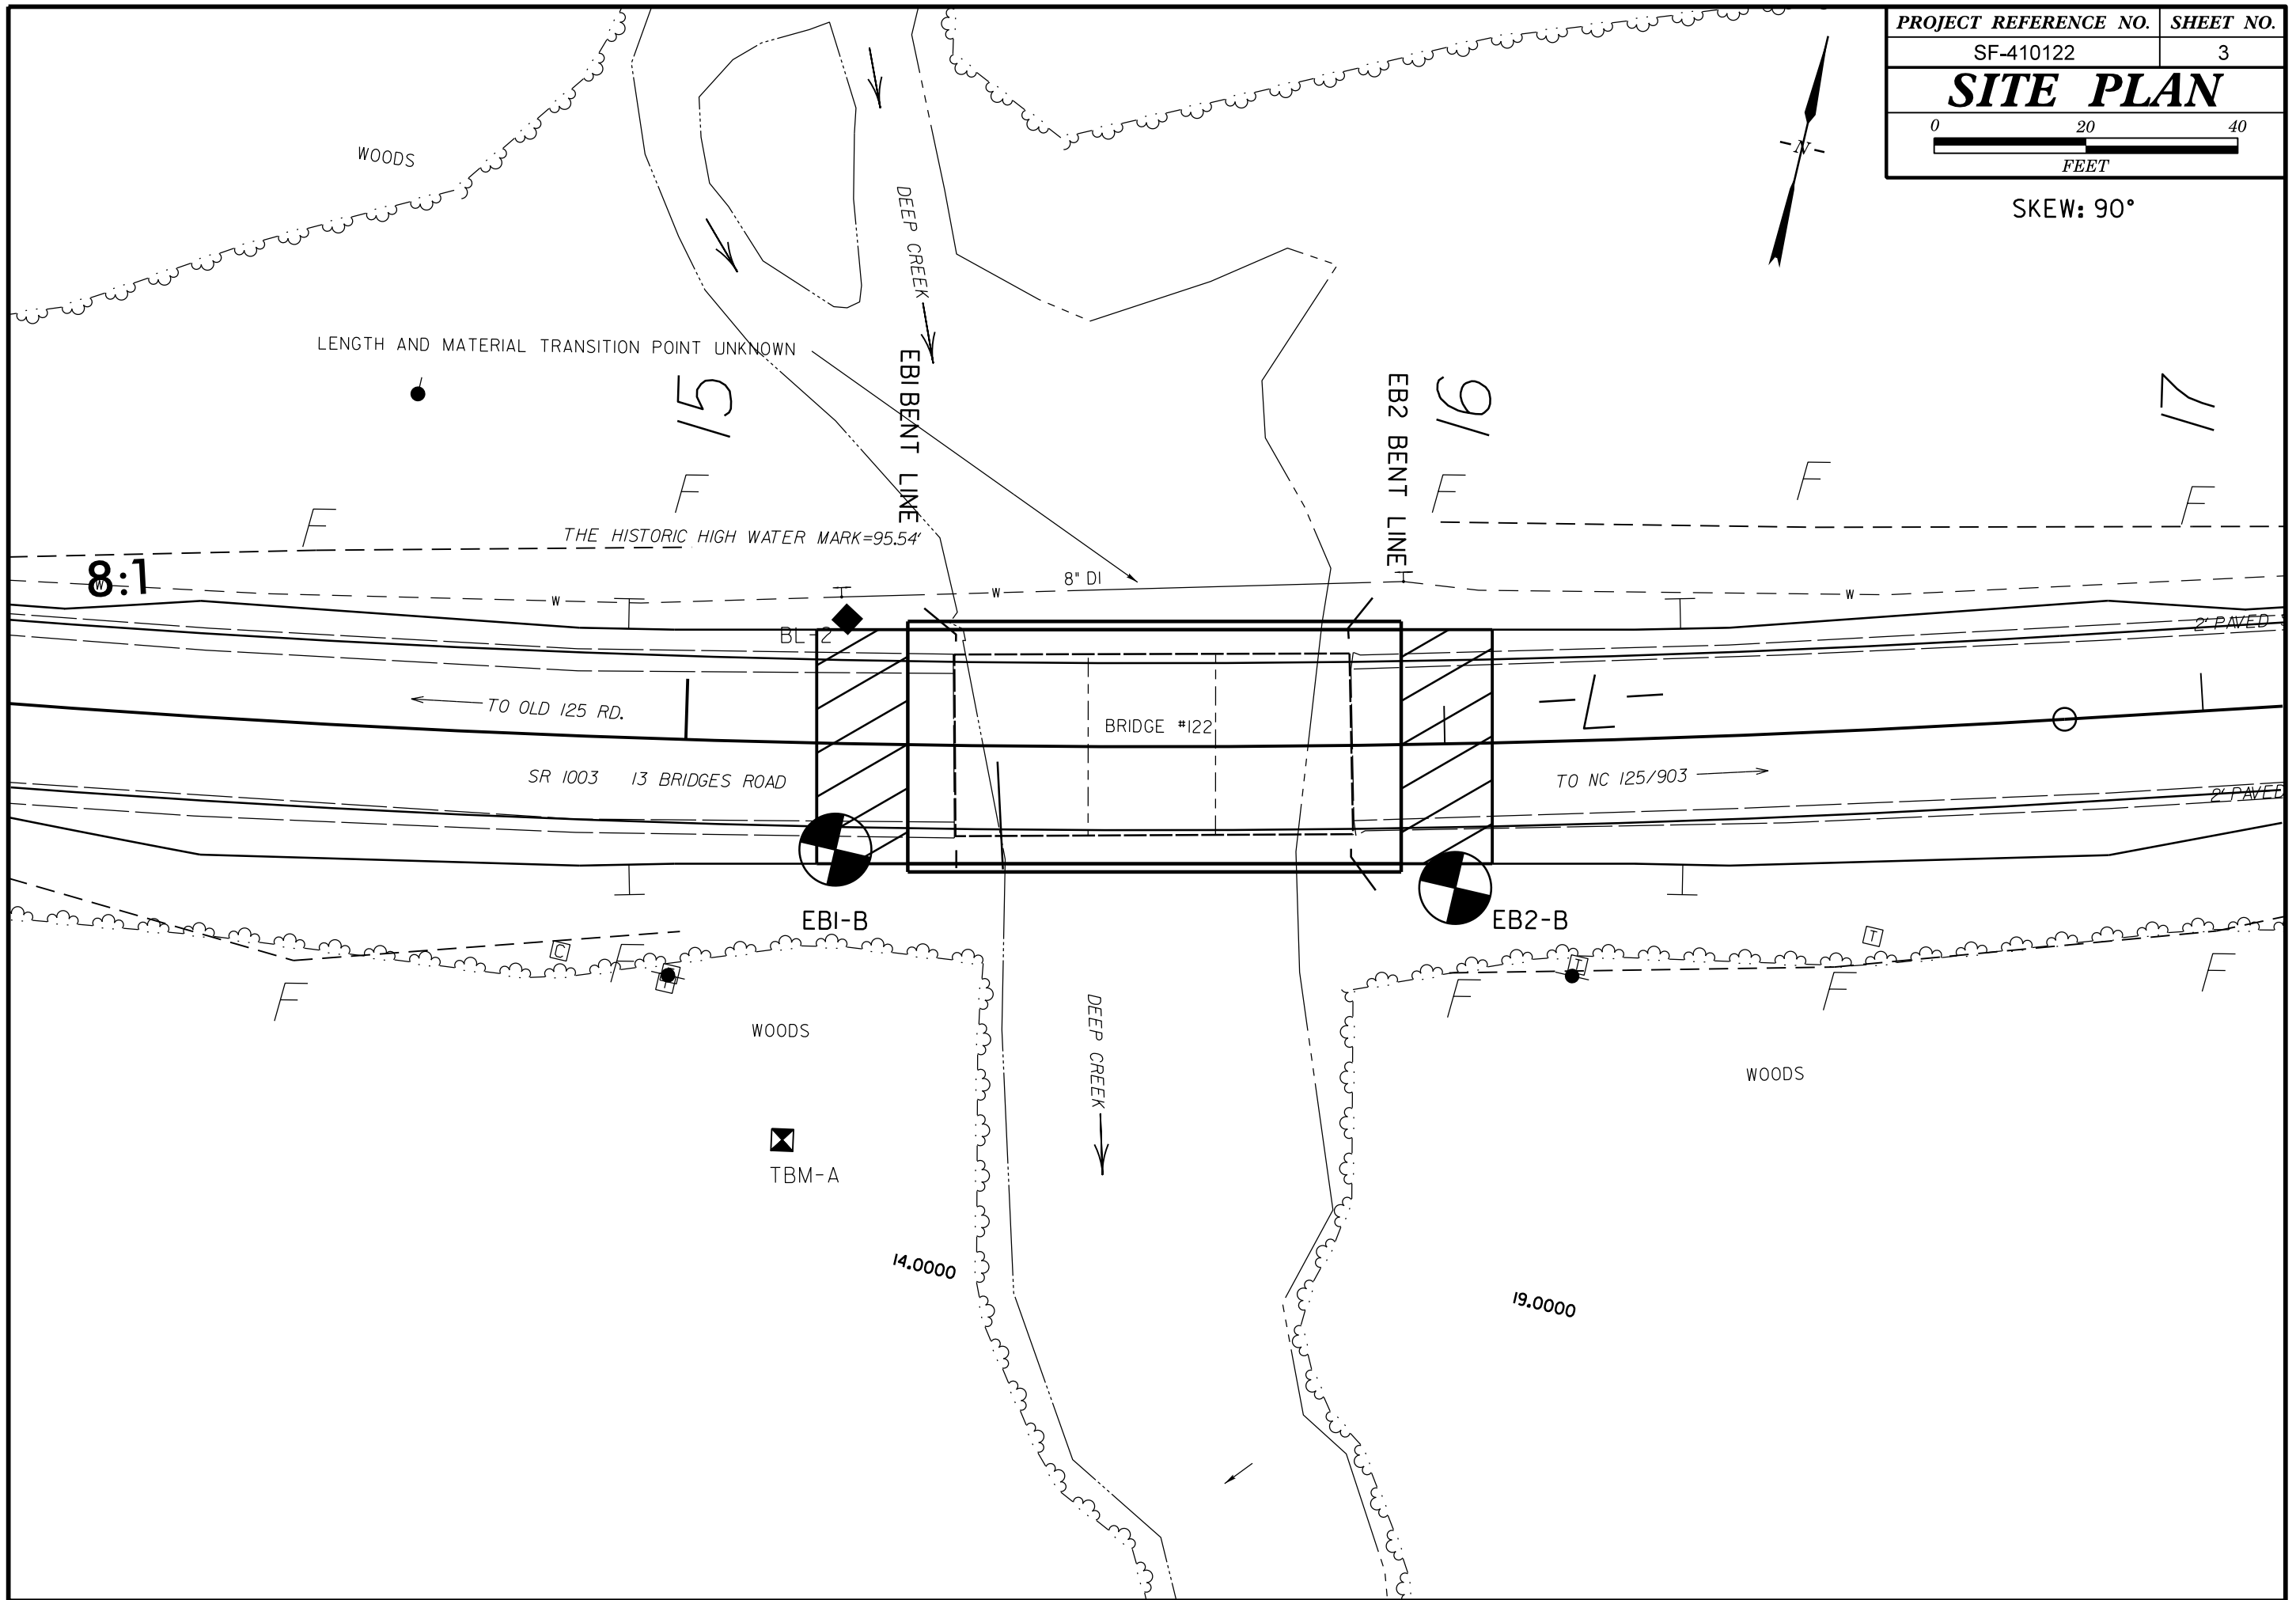 PROJECT REFERENCE NO. SHEET NO.
SF-410122 3
SITE PLAN
0 20 40
FEET
SKEW: 90°
N
WOODS
DEEP CREEK
LENGTH AND MATERIAL TRANSITION POINT UNKNOWN
15
EB1 BENT LINE
EB2 BENT LINE
16
17
F
F
F
F
F
THE HISTORIC HIGH WATER MARK=95.54'
8:1
W
W
W
W
8" DI
BL-2
2' PAVED
TO OLD 125 RD.
BRIDGE #122
-L-
SR 1003 13 BRIDGES ROAD
TO NC 125/903
2' PAVED
EB1-B
EB2-B
C
T
T
F
F
F
F
F
WOODS
DEEP CREEK
WOODS
TBM-A
14.0000
19.0000